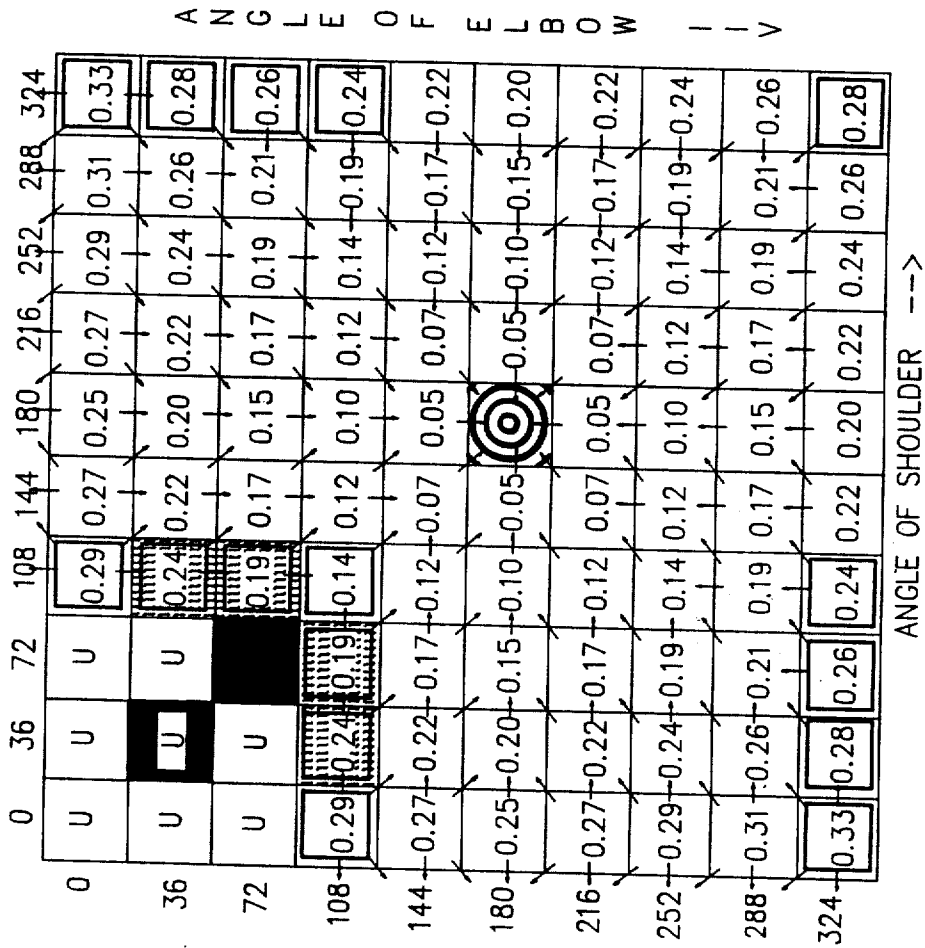 A N G L E O F E L B O W I I V
0 36 72 108 144 180 216 252 288 324
0 U U U 0.29 0.27 0.25 0.27 0.29 0.31 0.33
36 U U U 0.24 0.22 0.20 0.22 0.24 0.26 0.28
72 U U 0.19 0.17 0.15 0.17 0.19 0.21 0.26
108 0.29 0.24 0.19 0.14 0.12 0.10 0.12 0.14 0.19 0.24
144 0.27 0.22 0.17 0.12 0.07 0.05 0.07 0.12 0.17 0.22
180 0.25 0.20 0.15 0.10 0.05 0.05 0.10 0.15 0.20
216 0.27 0.22 0.17 0.12 0.07 0.05 0.07 0.12 0.17 0.22
252 0.29 0.24 0.19 0.14 0.12 0.10 0.12 0.14 0.19 0.24
288 0.31 0.26 0.21 0.19 0.17 0.15 0.17 0.19 0.21 0.26
324 0.33 0.28 0.26 0.24 0.22 0.20 0.22 0.24 0.26 0.28
ANGLE OF SHOULDER -->